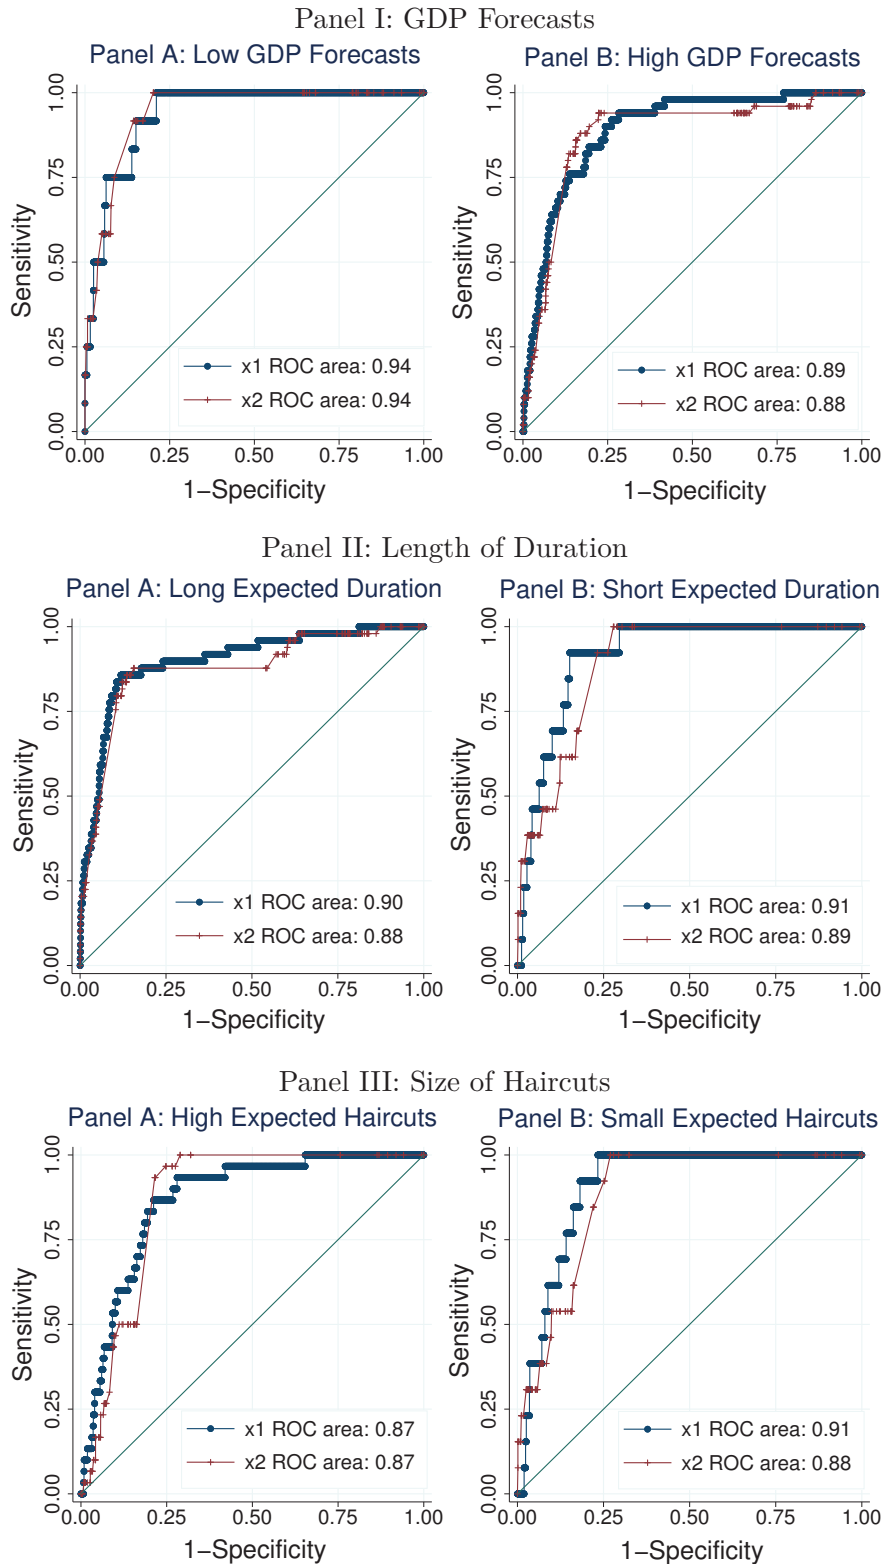 Panel I: GDP Forecasts
Panel A: Low GDP Forecasts
Sensitivity
0.00 0.25 0.50 0.75 1.00
0.00 0.25 0.50 0.75 1.00
1−Specificity
x1 ROC area: 0.94
x2 ROC area: 0.94
Panel B: High GDP Forecasts
Sensitivity
0.00 0.25 0.50 0.75 1.00
0.00 0.25 0.50 0.75 1.00
1−Specificity
x1 ROC area: 0.89
x2 ROC area: 0.88
Panel II: Length of Duration
Panel A: Long Expected Duration
Sensitivity
0.00 0.25 0.50 0.75 1.00
0.00 0.25 0.50 0.75 1.00
1−Specificity
x1 ROC area: 0.90
x2 ROC area: 0.88
Panel B: Short Expected Duration
Sensitivity
0.00 0.25 0.50 0.75 1.00
0.00 0.25 0.50 0.75 1.00
1−Specificity
x1 ROC area: 0.91
x2 ROC area: 0.89
Panel III: Size of Haircuts
Panel A: High Expected Haircuts
Sensitivity
0.00 0.25 0.50 0.75 1.00
0.00 0.25 0.50 0.75 1.00
1−Specificity
x1 ROC area: 0.87
x2 ROC area: 0.87
Panel B: Small Expected Haircuts
Sensitivity
0.00 0.25 0.50 0.75 1.00
0.00 0.25 0.50 0.75 1.00
1−Specificity
x1 ROC area: 0.91
x2 ROC area: 0.88